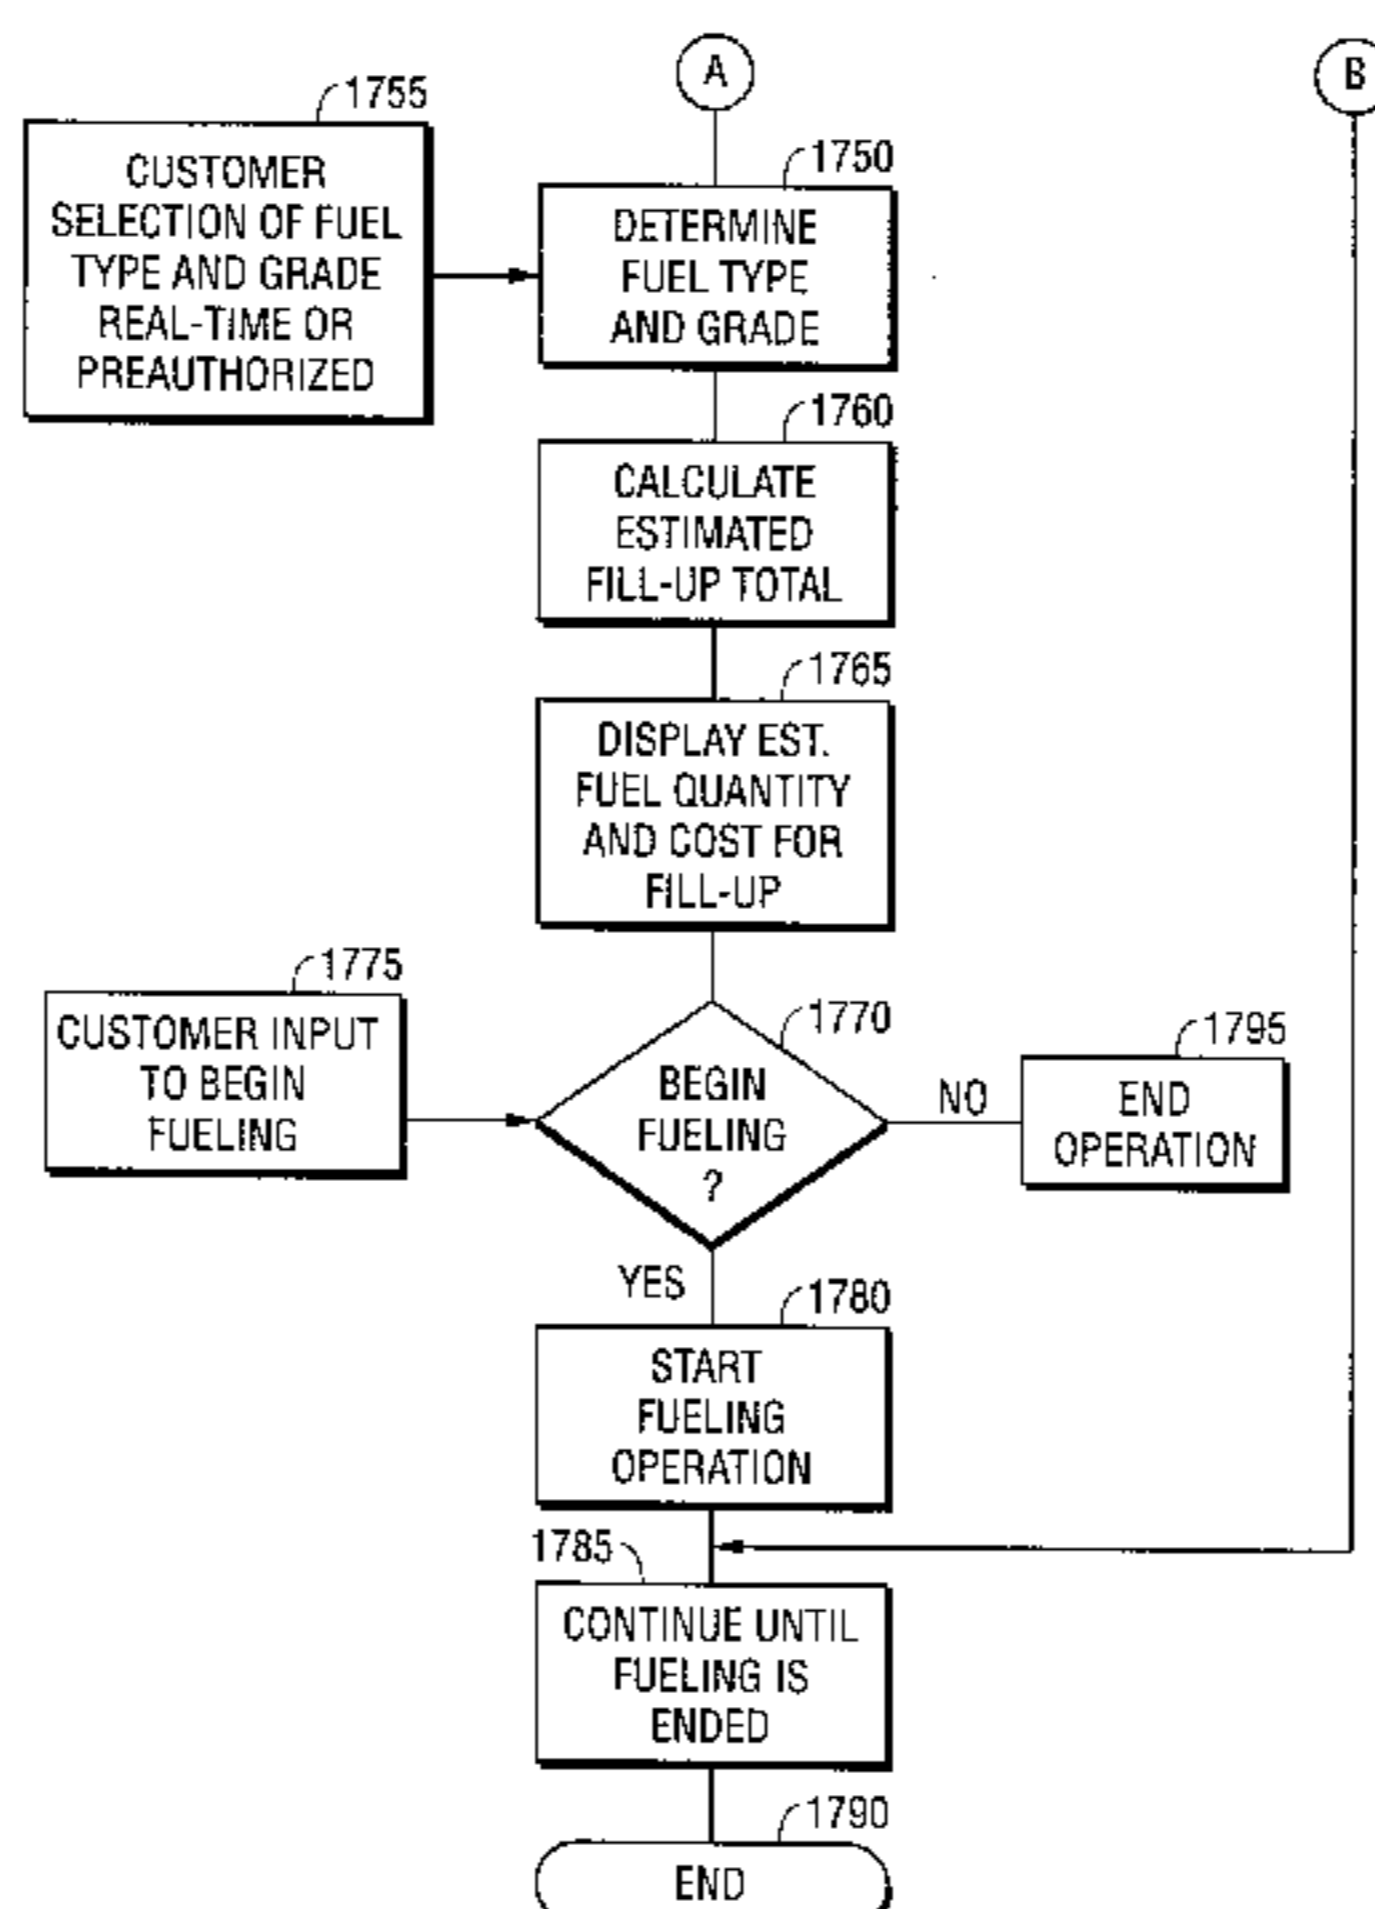 A
B
1755
CUSTOMER
SELECTION OF FUEL
TYPE AND GRADE
REAL-TIME OR
PREAUTHORIZED
1750
DETERMINE
FUEL TYPE
AND GRADE
1760
CALCULATE
ESTIMATED
FILL-UP TOTAL
1765
DISPLAY EST.
FUEL QUANTITY
AND COST FOR
FILL-UP
1775
CUSTOMER INPUT
TO BEGIN
FUELING
1770
BEGIN
FUELING
?
NO
1795
END
OPERATION
YES
1780
START
FUELING
OPERATION
1785
CONTINUE UNTIL
FUELING IS
ENDED
1790
END